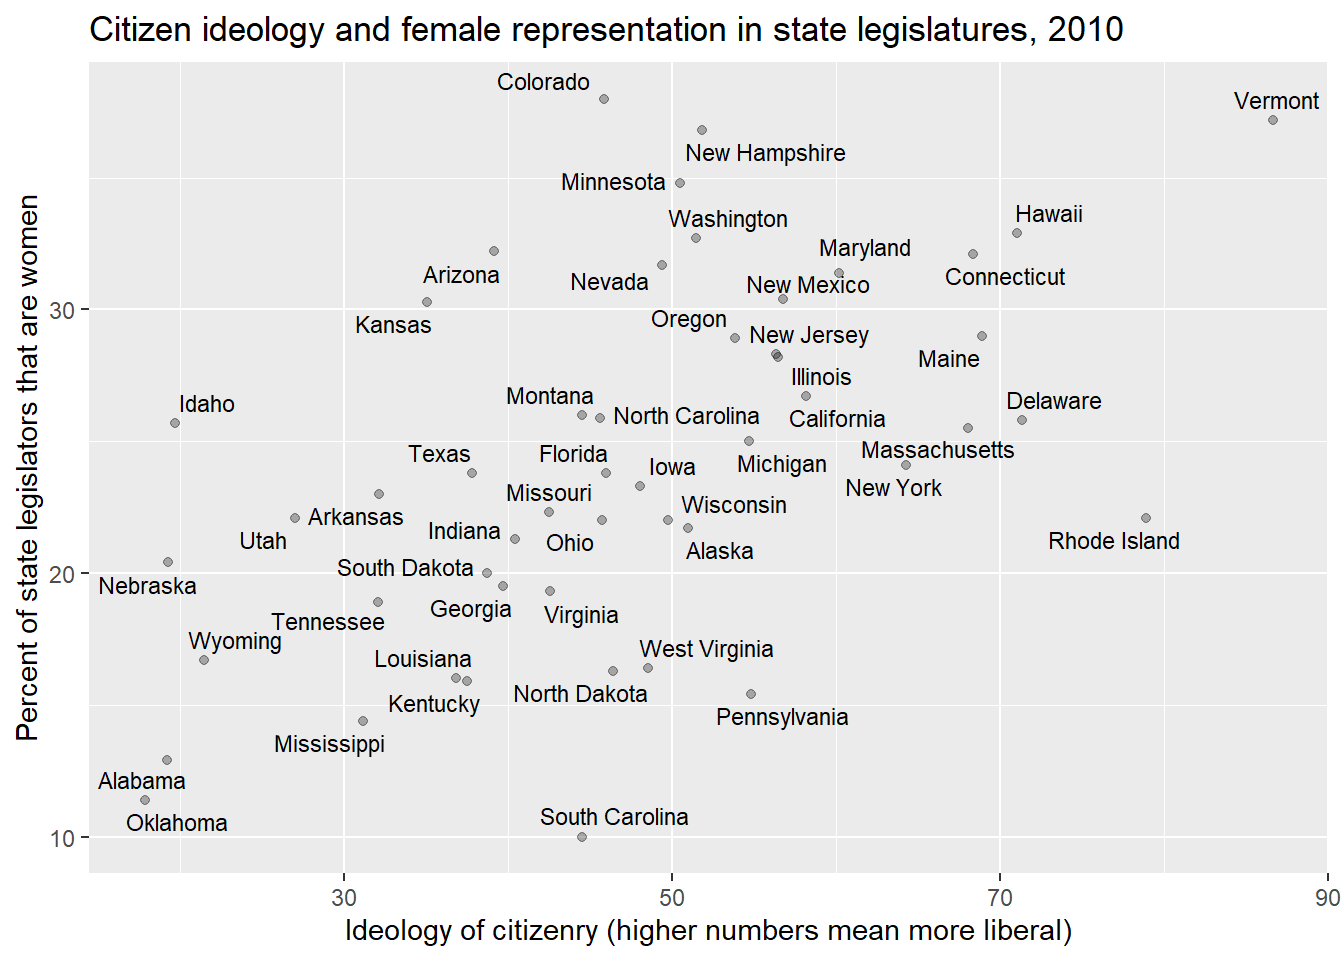 Citizen ideology and female representation in state legislatures, 2010
Percent of state legislators that are women
Colorado
Vermont
New Hampshire
Minnesota
Washington
Hawaii
Maryland
Arizona
Nevada
New Mexico
Connecticut
30
Kansas
Oregon
New Jersey
Maine
Illinois
Montana
Idaho
Delaware
North Carolina
California
Texas
Florida
Massachusetts
Iowa
Michigan
New York
Missouri
Wisconsin
Arkansas
Indiana
Utah
Ohio
Rhode Island
Alaska
South Dakota
20
Nebraska
Georgia
Virginia
Tennessee
Wyoming
West Virginia
Louisiana
North Dakota
Kentucky
Pennsylvania
Mississippi
Alabama
South Carolina
Oklahoma
10
30
50
70
90
Ideology of citizenry (higher numbers mean more liberal)